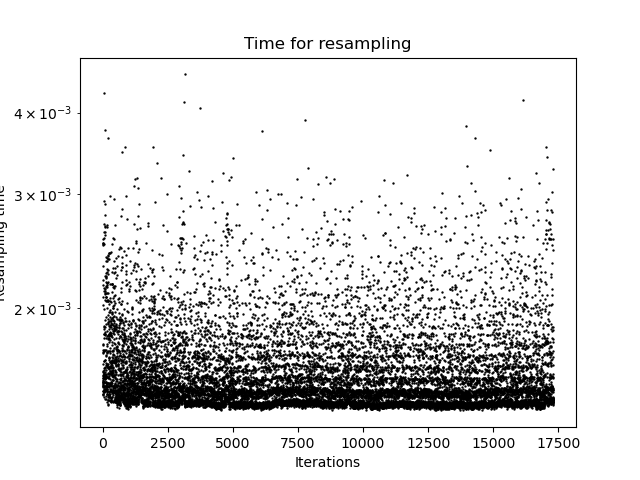 Time for resampling
4 × 10⁻³
3 × 10⁻³
2 × 10⁻³
Resampling time
0 2500 5000 7500 10000 12500 15000 17500
Iterations